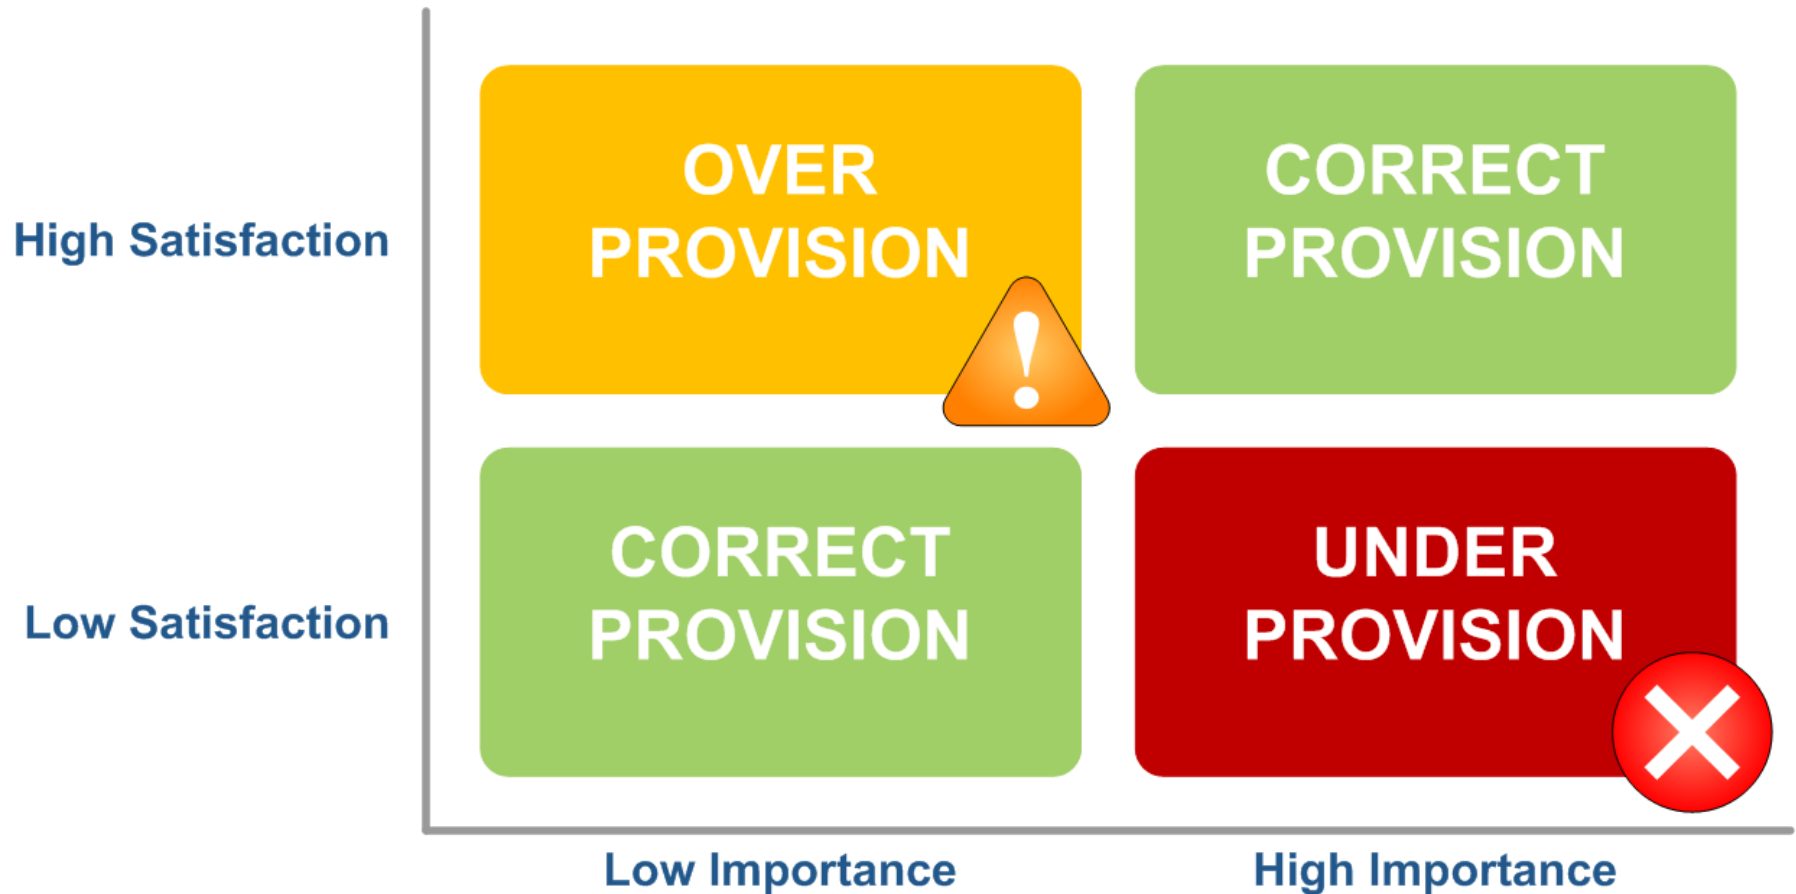 High Satisfaction
OVER
PROVISION
!
CORRECT
PROVISION
Low Satisfaction
CORRECT
PROVISION
UNDER
PROVISION
Low Importance
High Importance